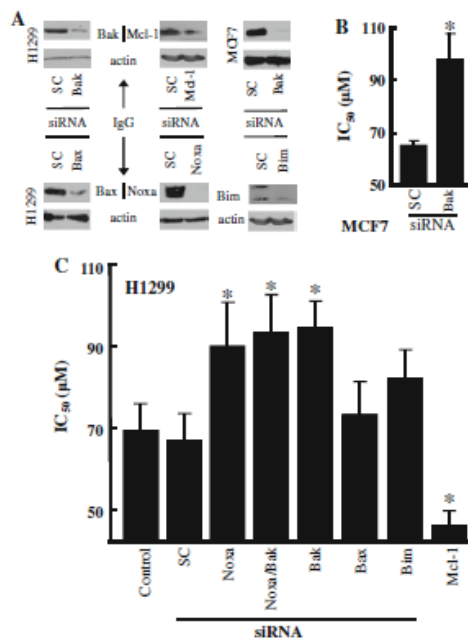 A
B
H1299
Bak
Mcl-1
actin
SC
Bak
siRNA
IgG
SC
Mcl-1
siRNA
MCF7
SC
Bak
siRNA
SC
Bax
H1299
Bax
Noxa
actin
SC
Noxa
SC
Bim
Bim
actin
IC50 (μM)
110
90
70
50
*
SC
Bak
MCF7
siRNA
C
H1299
IC50 (μM)
110
90
70
50
* * * *
Control
SC
Noxa
Noxa/Bak
Bak
Bax
Bim
Mcl-1
siRNA